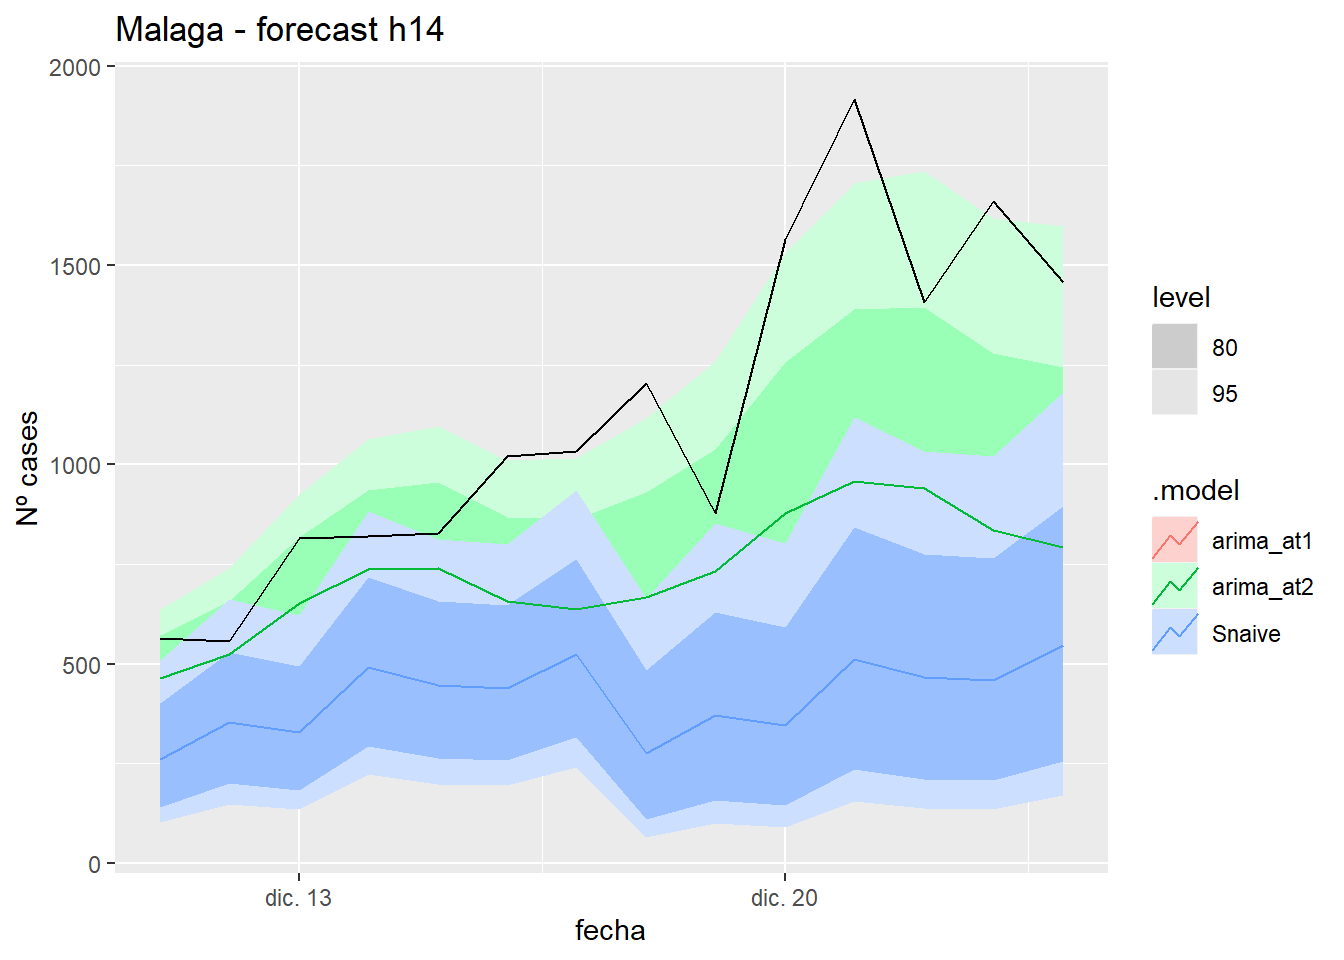 Malaga - forecast h14
2000
1500
1000
500
0
Nº cases
dic. 13
dic. 20
fecha
level
80
95
.model
arima_at1
arima_at2
Snaive